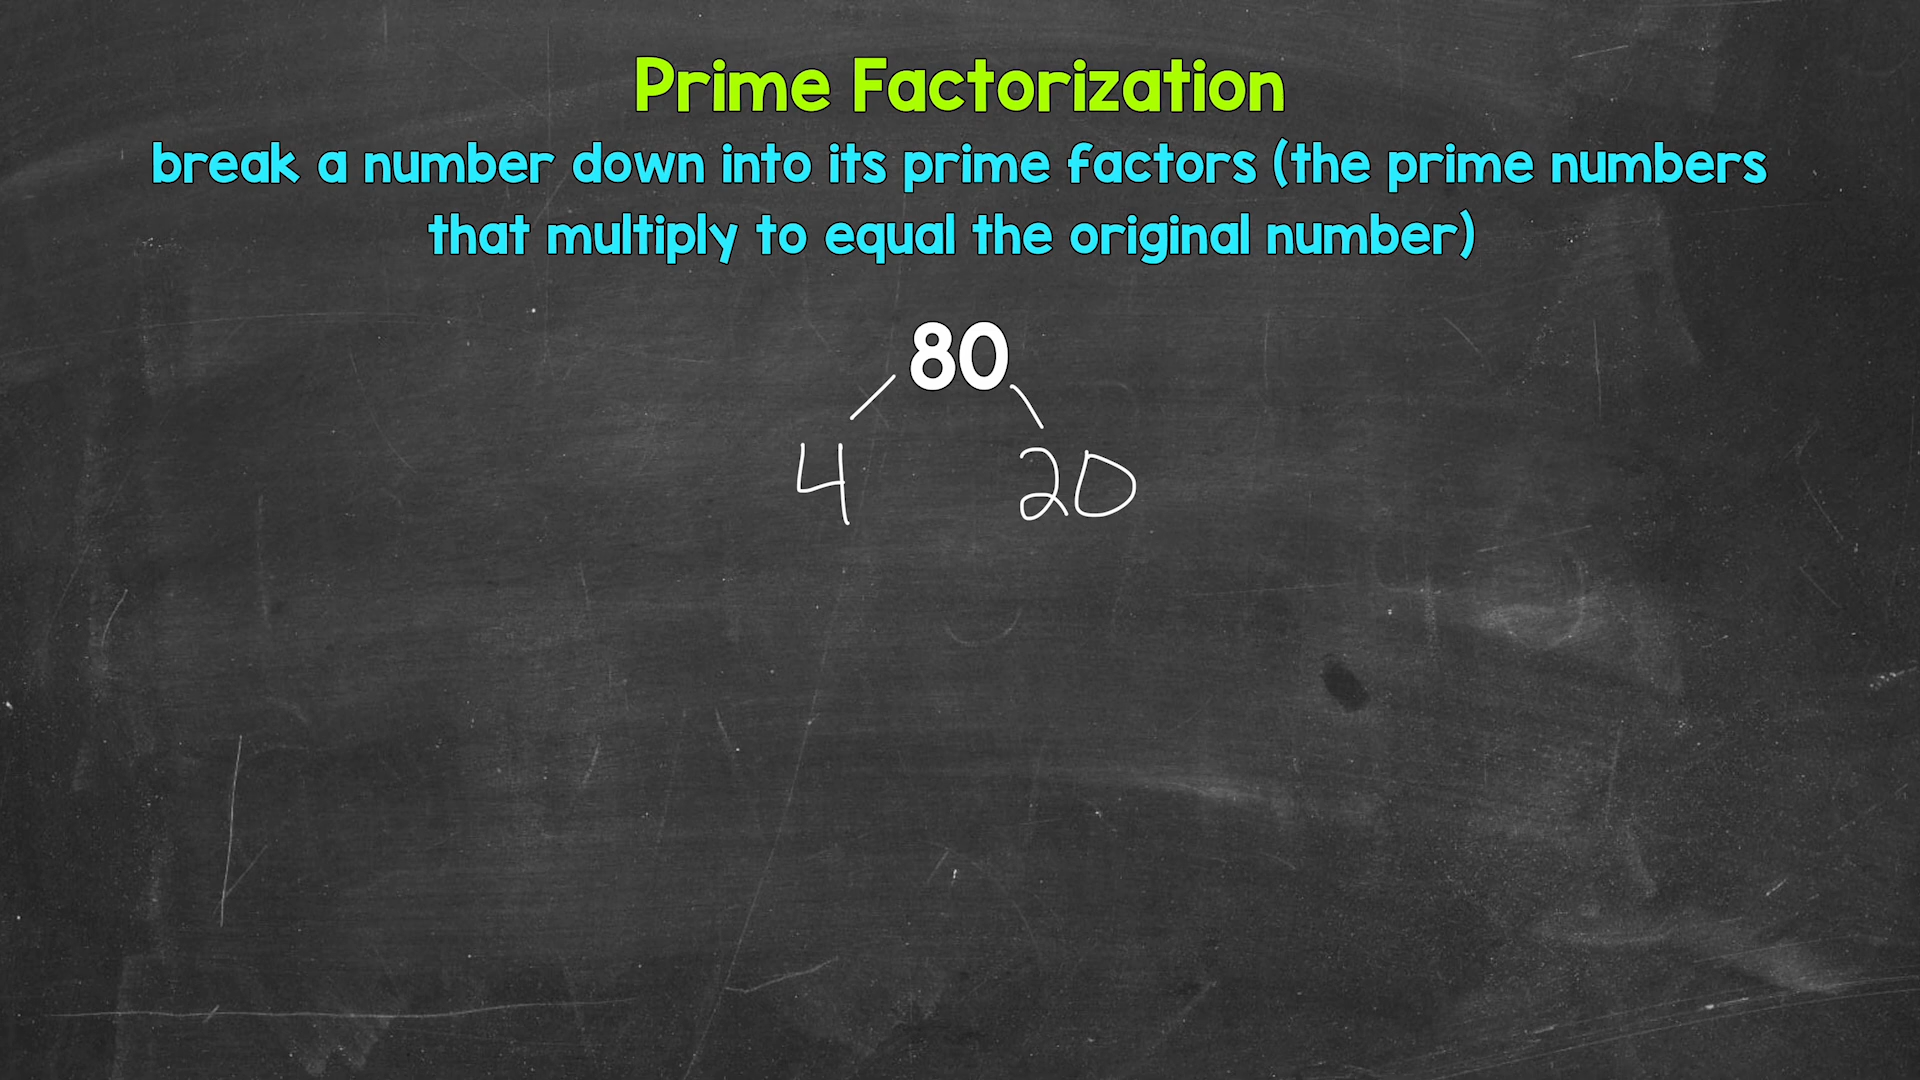 Prime Factorization
break a number down into its prime factors (the prime numbers
that multiply to equal the original number)
80
4 20